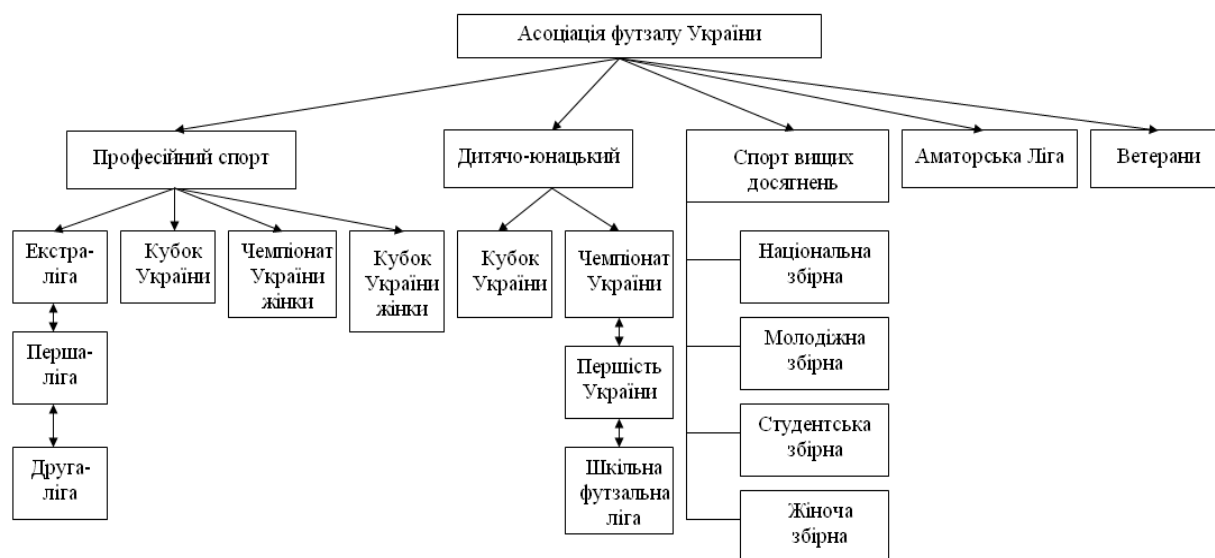 Асоціація футзалу України
Професійний спорт
Дитячо-юнацький
Спорт вищих
досягнень
Аматорська Ліга
Ветерани
Екстра-
ліга
Кубок
України
Чемпіонат
України
жінки
Кубок
України
жінки
Кубок
України
Чемпіонат
України
Національна
збірна
Перша-
ліга
Першість
України
Молодіжна
збірна
Друга-
ліга
Шкільна
футзальна
ліга
Студентська
збірна
Жіноча
збірна